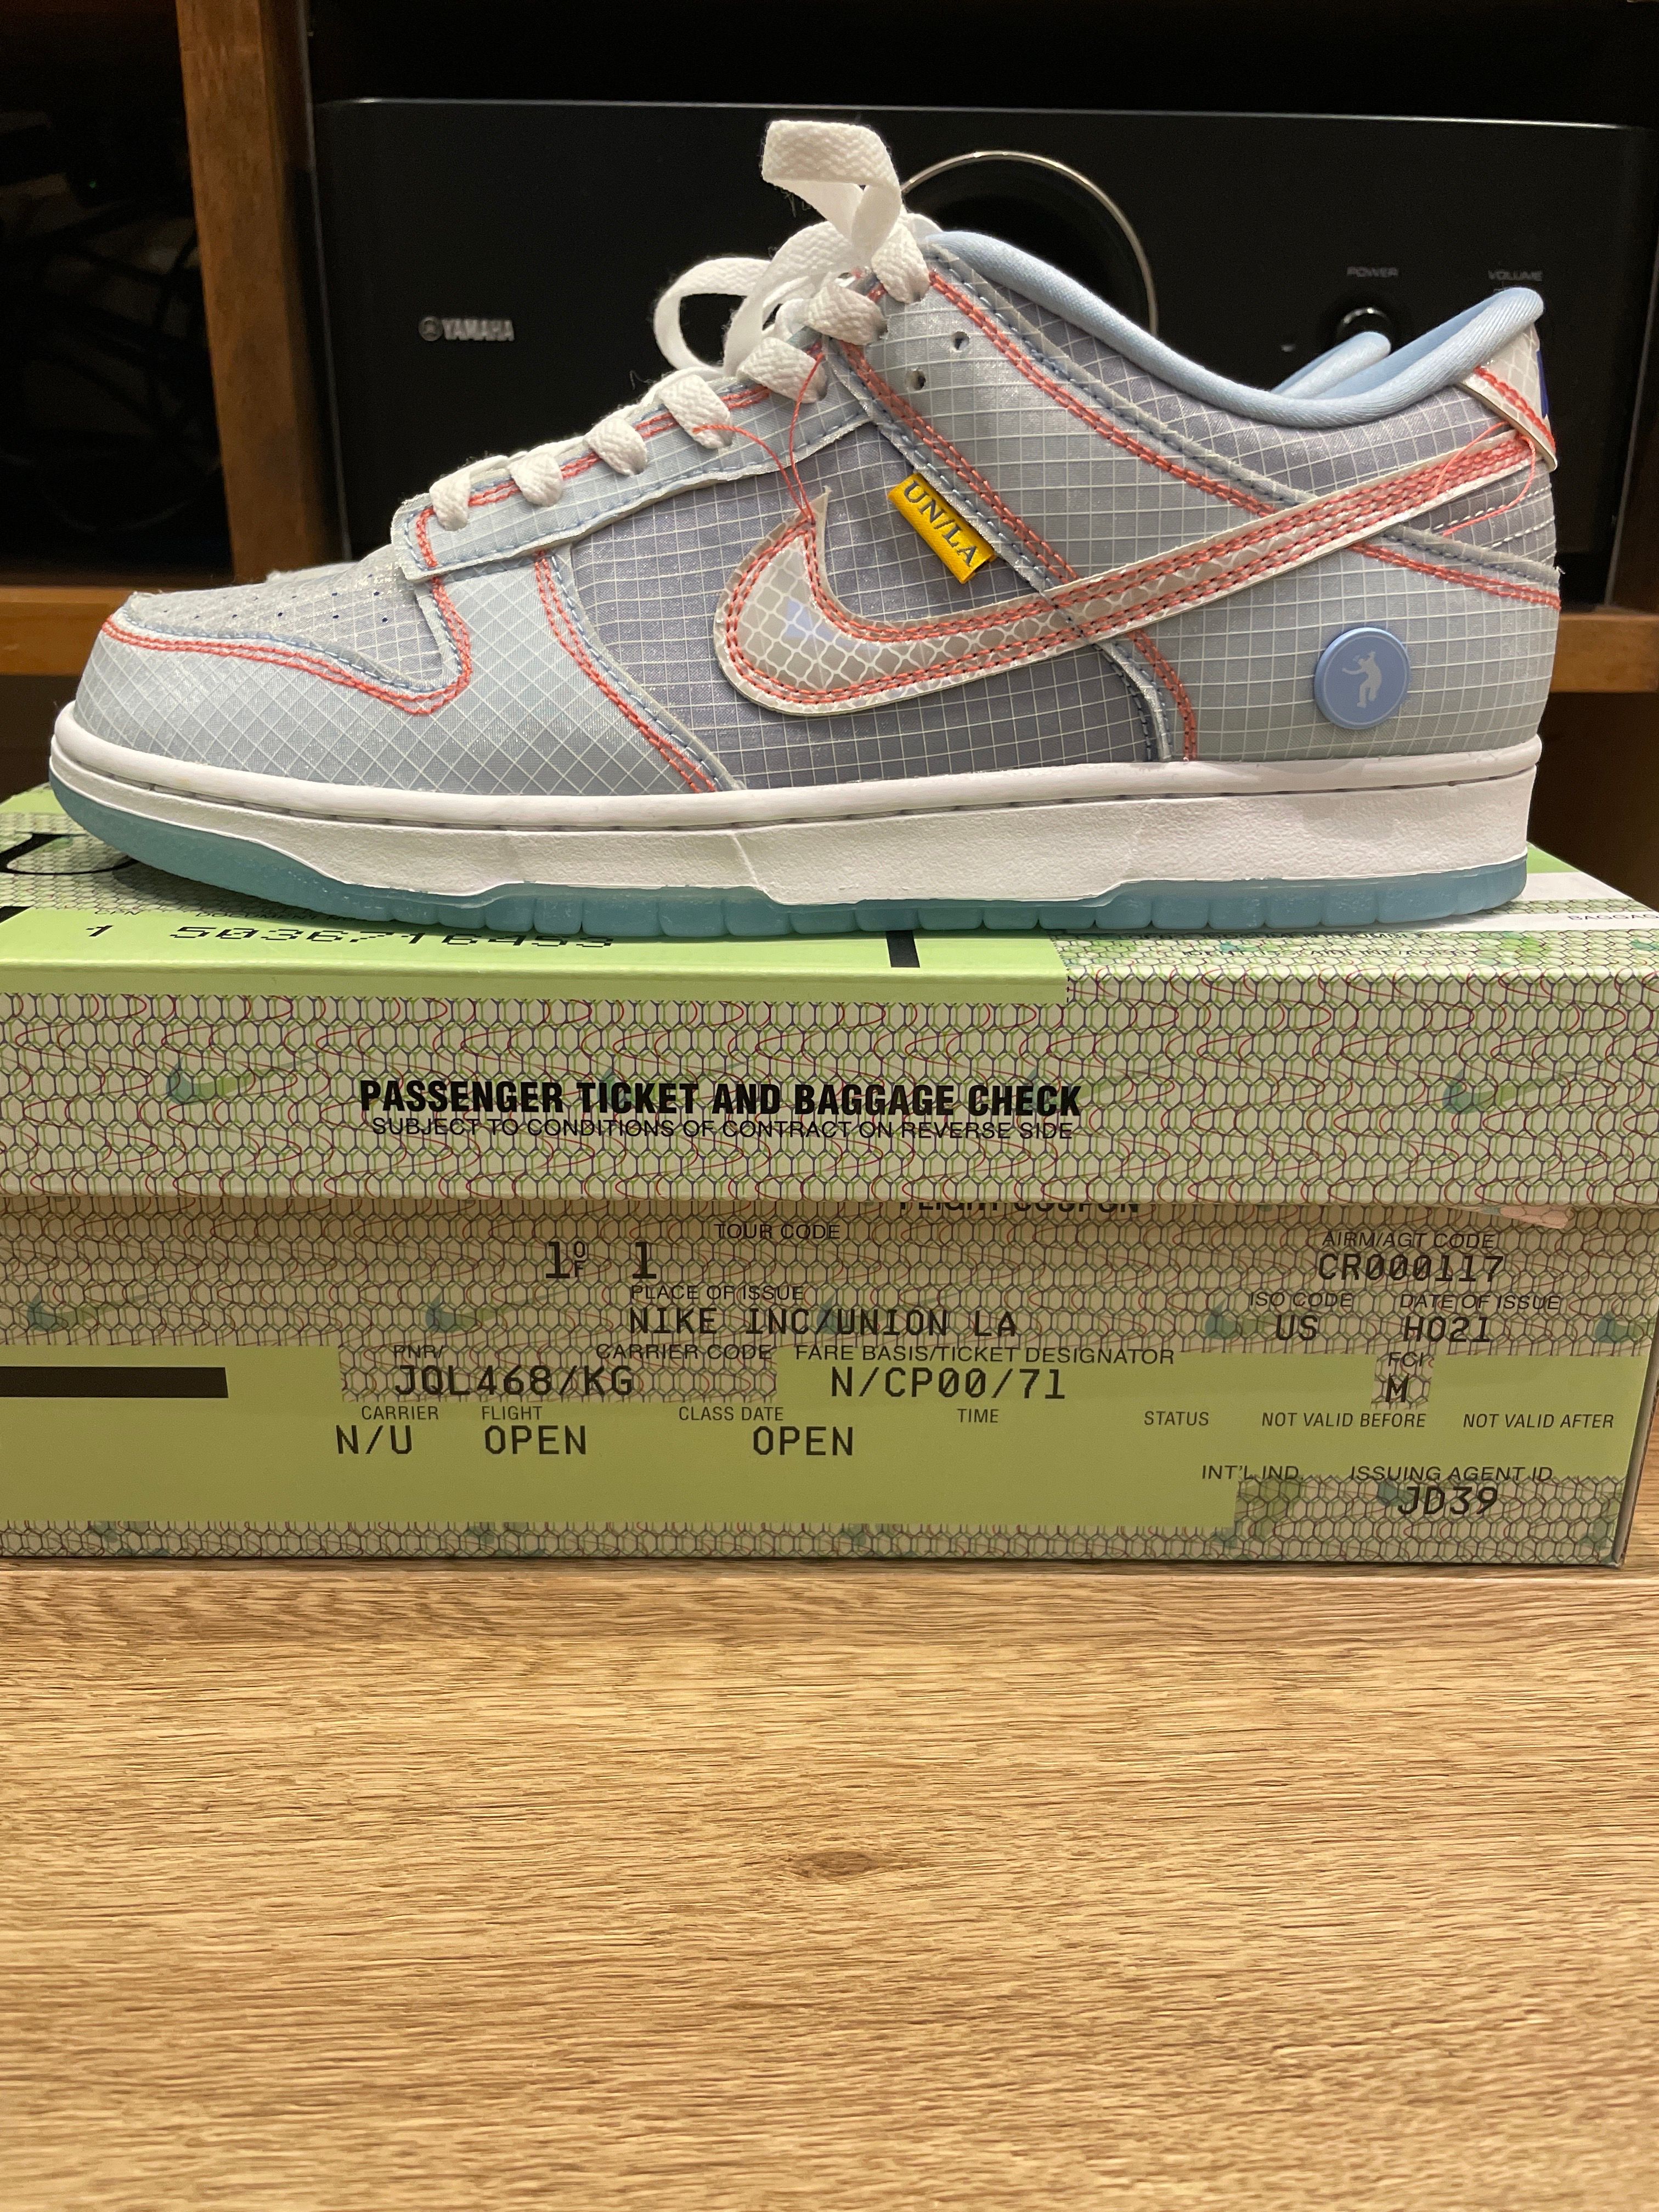 YAMAHA
POWER
VOLUME
UN/LA
1
BAGGAG
PASSENGER TICKET AND BAGGAGE CHECK
SUBJECT TO CONDITIONS OF CONTRACT ON REVERSE SIDE
FLIGHT COUPON
TOUR CODE
AIRM/AGT CODE
1 OF 1
CR000117
PLACE OF ISSUE
ISO CODE DATE OF ISSUE
NIKE INC/UNION LA
US HO21
PNR/ CARRIER CODE FARE BASIS/TICKET DESIGNATOR
FCI
JQL468/KG N/CP00/71
M
CARRIER FLIGHT CLASS DATE TIME STATUS NOT VALID BEFORE NOT VALID AFTER
N/U OPEN OPEN
INT'L IND. ISSUING AGENT ID
JD39